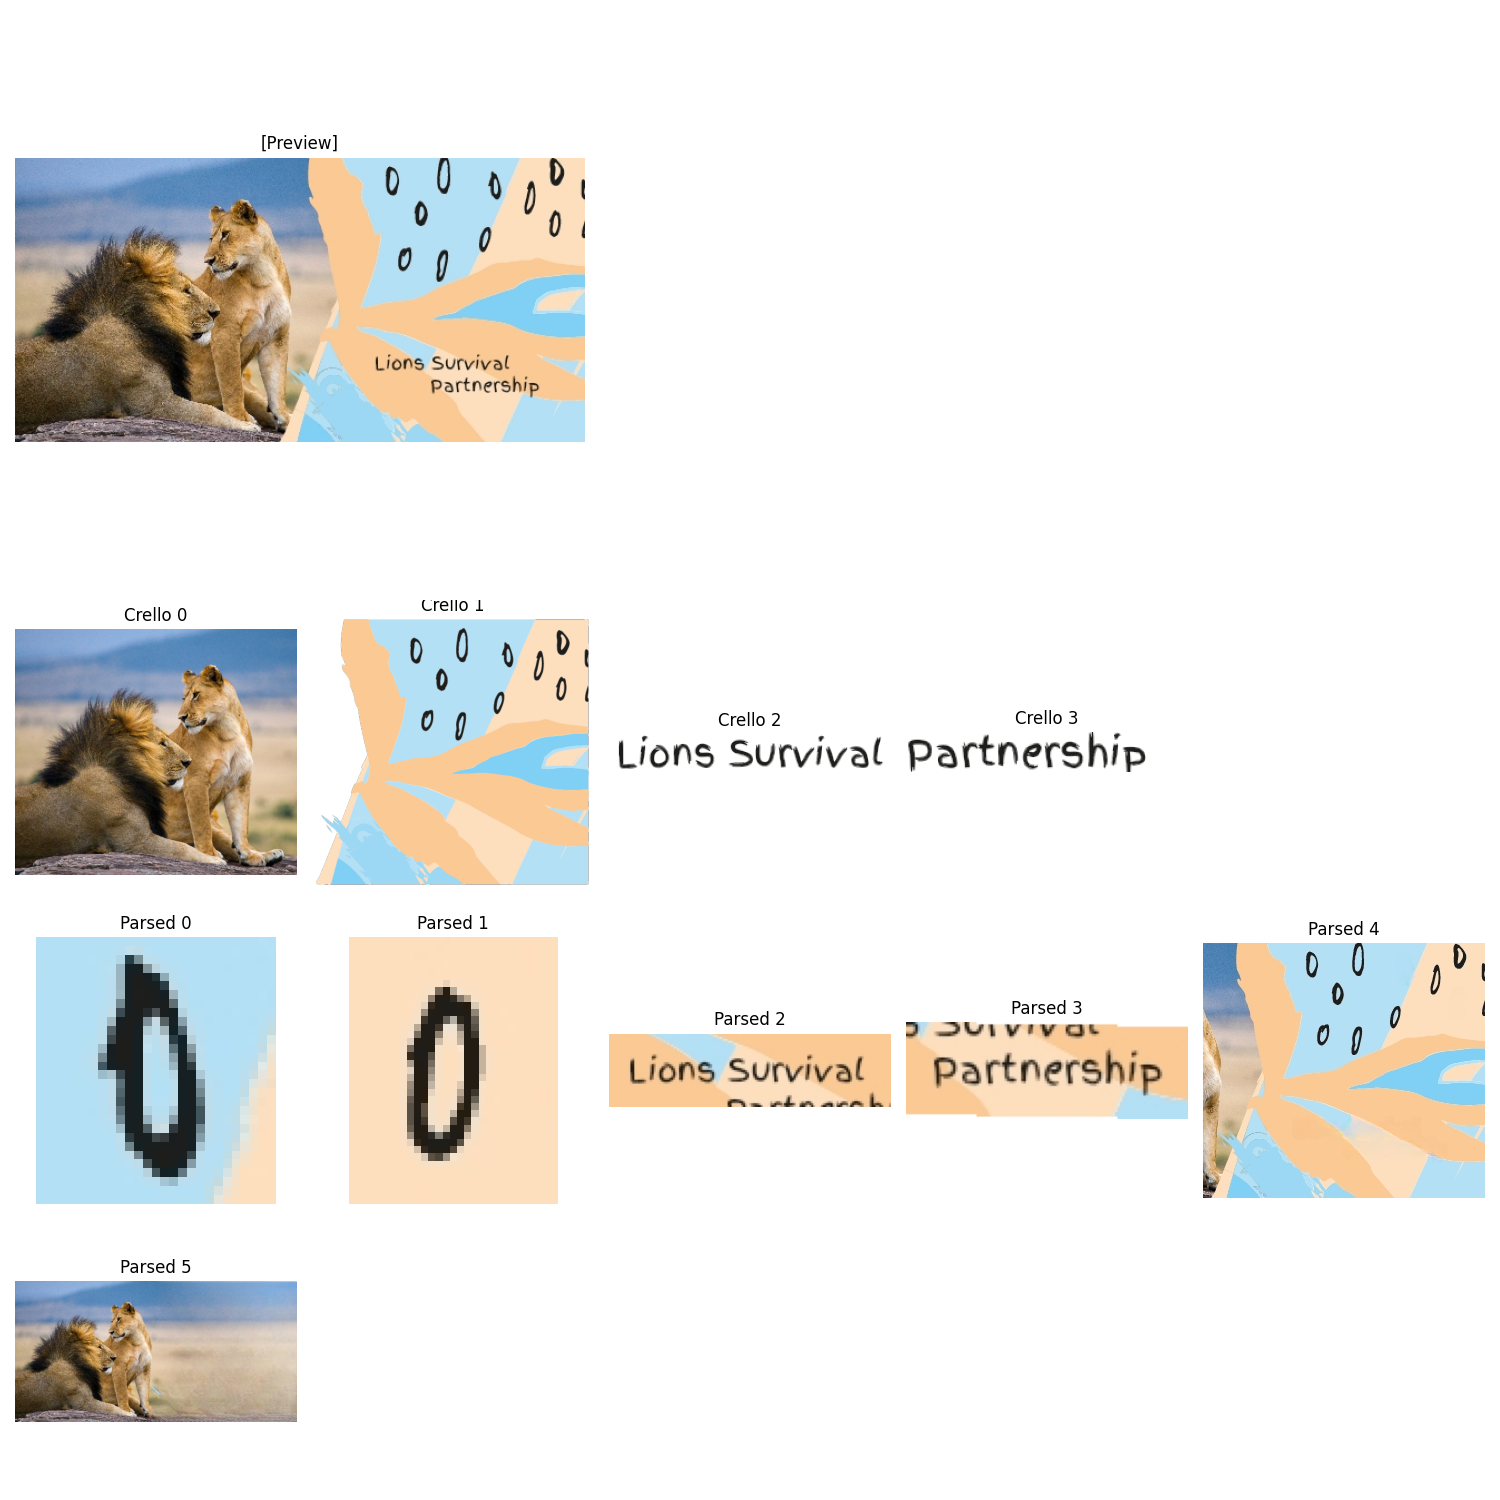 [Preview]
Lions Survival
Partnership
Crello 0
Crello 1
Crello 2
Crello 3
Lions Survival
Partnership
Parsed 0
Parsed 1
Parsed 2
Parsed 3
Parsed 4
Lions Survival
Partnership
Parsed 5